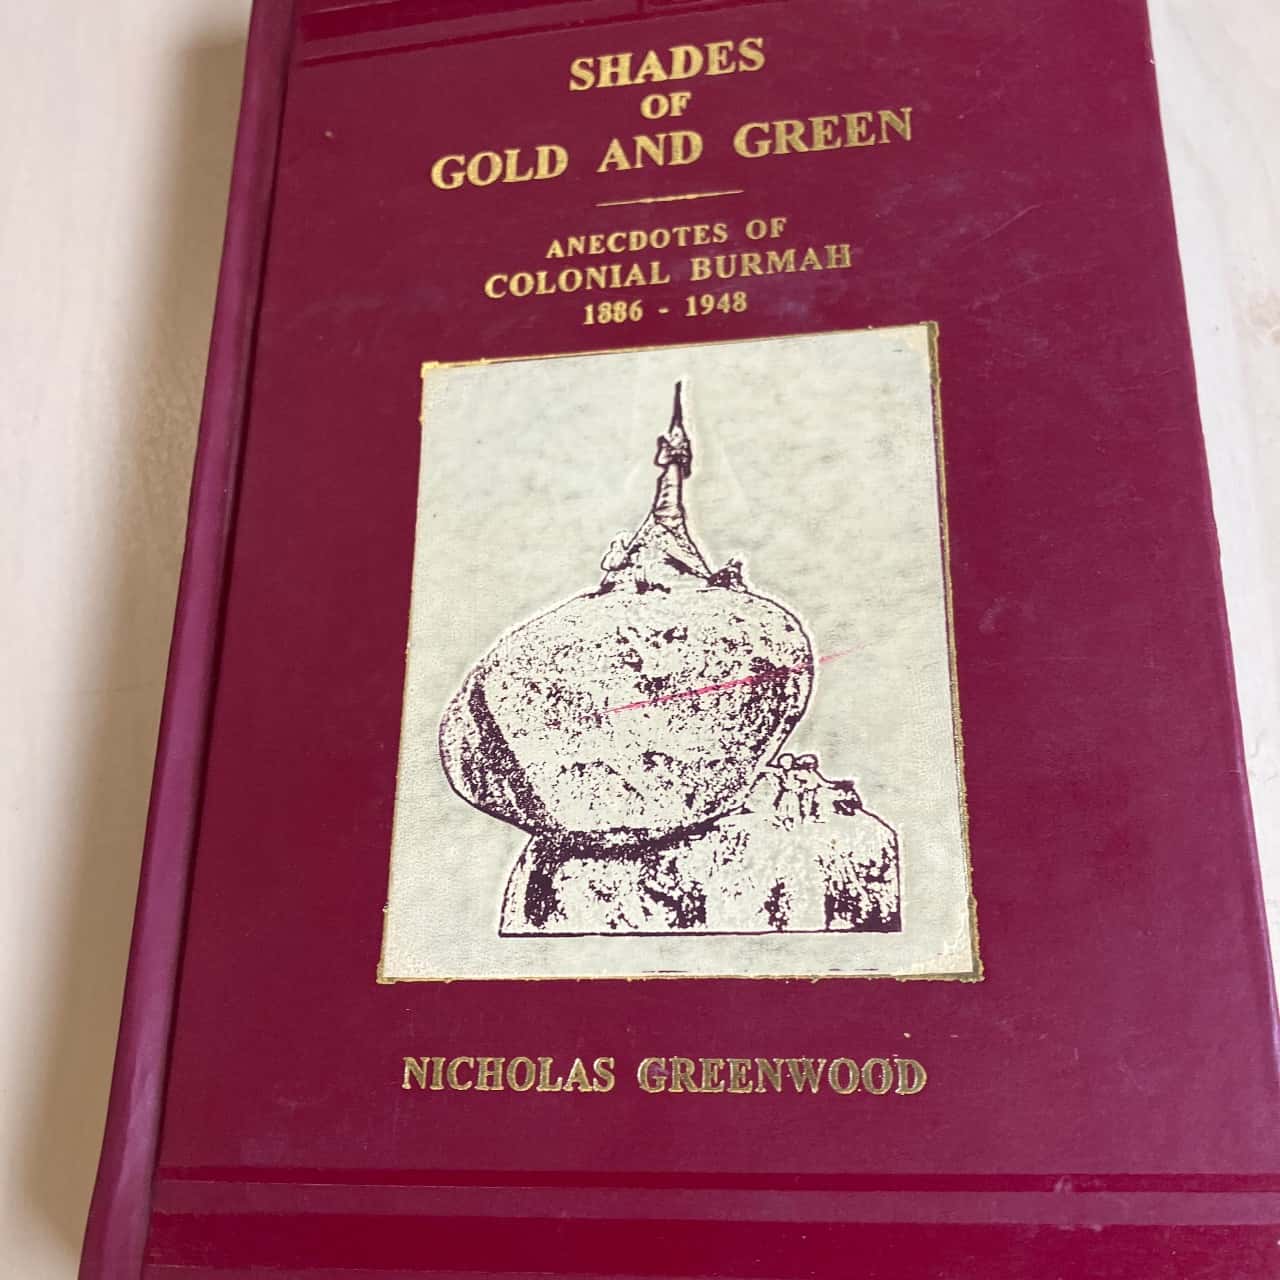 SHADES
OF
GOLD AND GREEN
ANECDOTES OF
COLONIAL BURMAH
1886 - 1948
NICHOLAS GREENWOOD